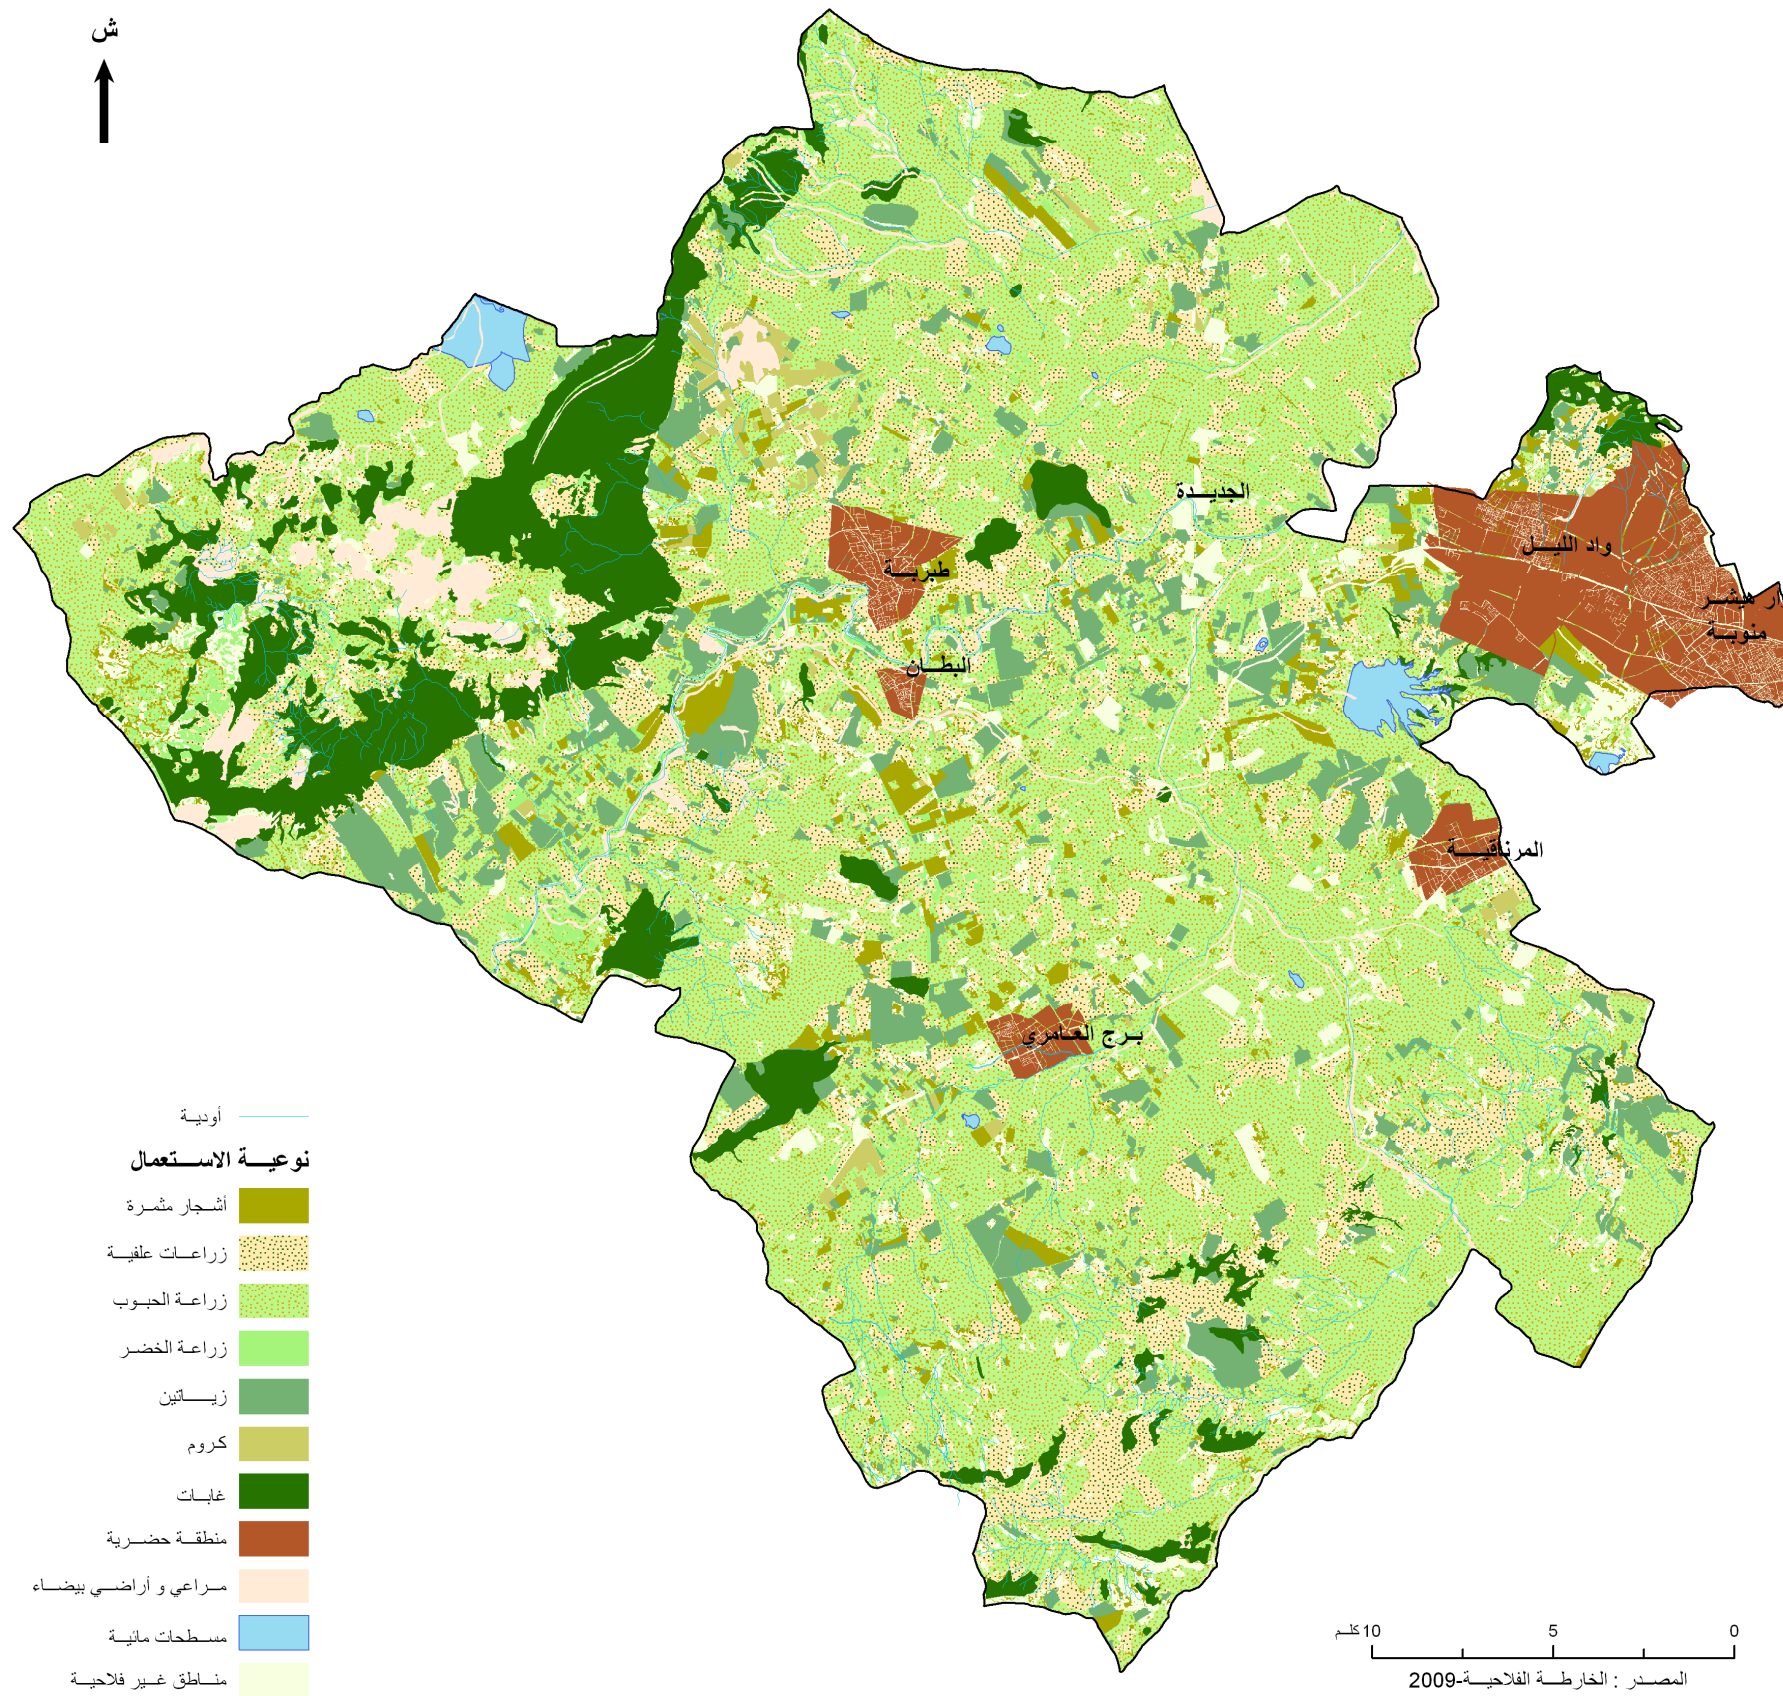 ش
الجديدة
واد الليل
طبربة
ار هيشر
منوبة
البطان
المرناقية
برج العامري
أودية
نوعية الاستعمال
أشجار مثمرة
زراعات علفية
زراعة الحبوب
زراعة الخضر
زياتين
كروم
غابات
منطقة حضرية
مراعي و أراضي بيضاء
مسطحات مائية
مناطق غير فلاحية
0 5 10 كلم
المصدر : الخارطة الفلاحية-2009